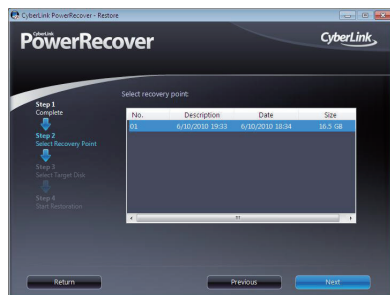 CyberLink PowerRecover - Restore
CyberLink
PowerRecover
CyberLink
Select recovery point:
Step 1
Complete
Step 2
Select Recovery Point
Step 3
Select Target Disk
Step 4
Start Restoration
No. Description Date Size
01 6/10/2010 19:33 6/10/2010 18:34 16.5 GB
Return Previous Next